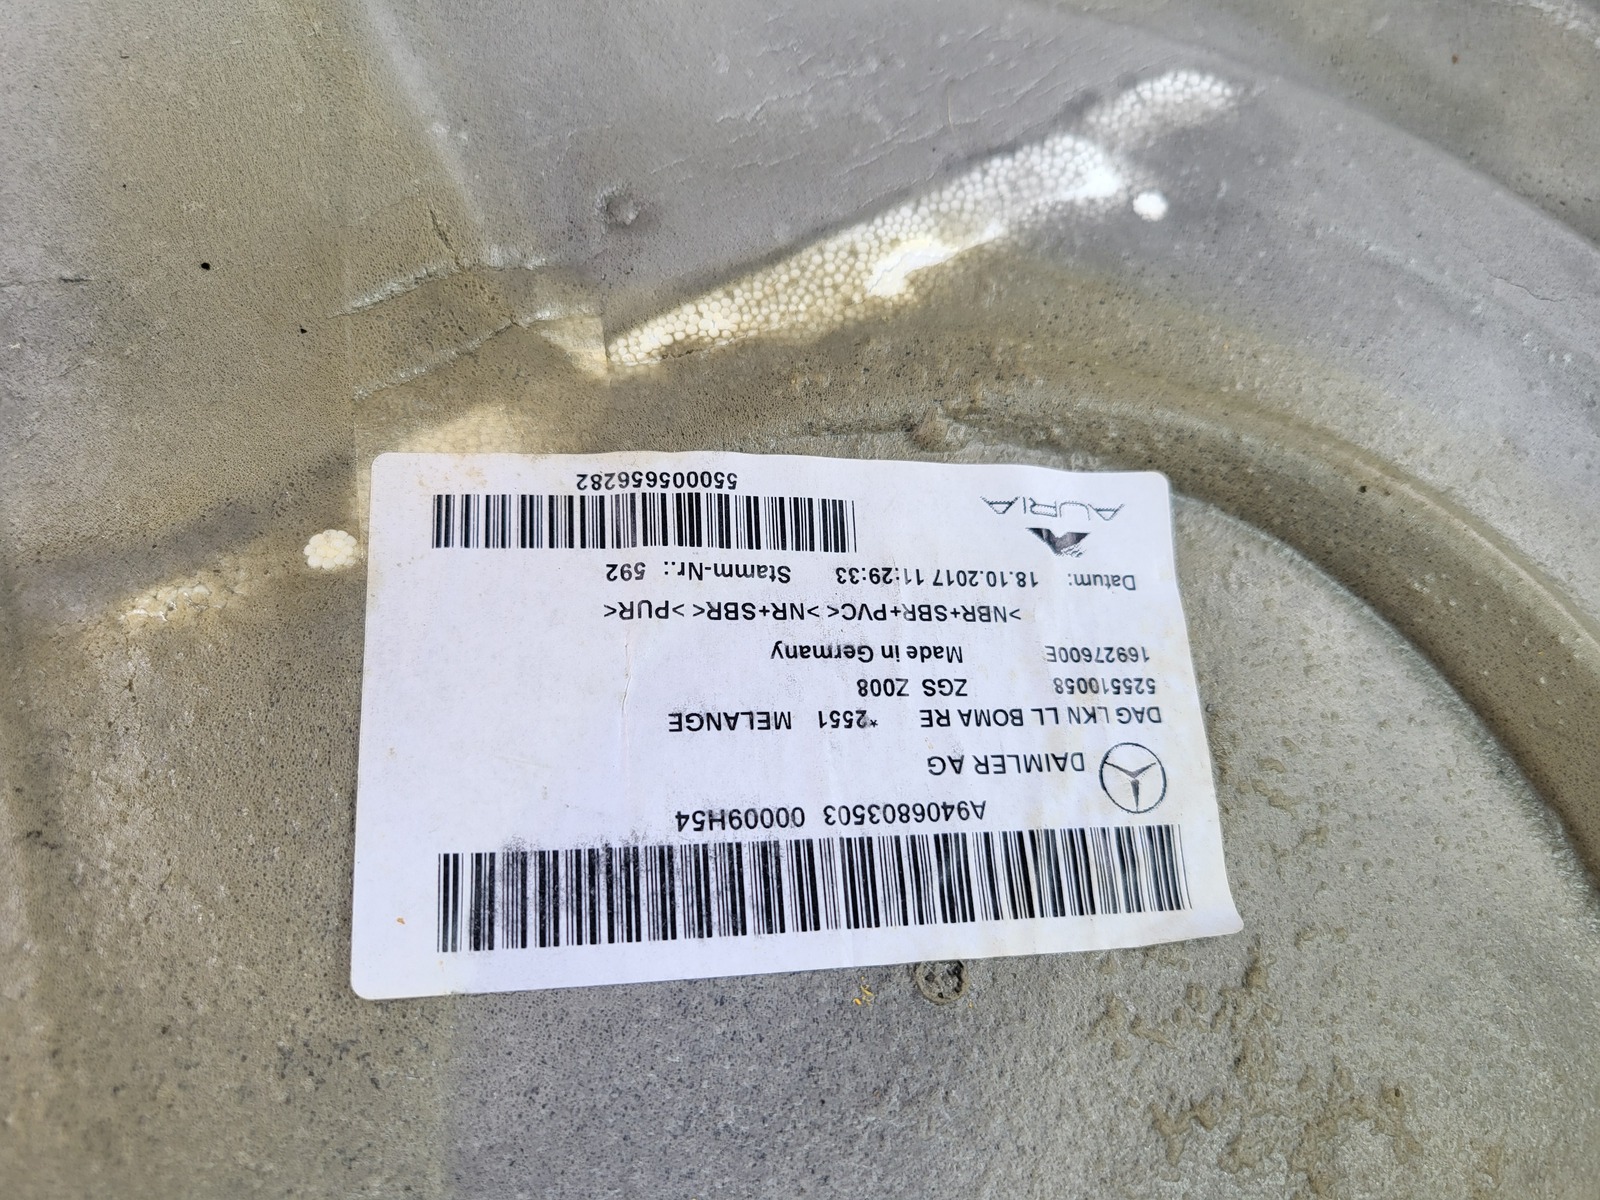 A9406803503 00009H54
DAIMLER AG
DAG LKN LL BOMA RE *2551 MELANGE
525510058 ZGS Z008
16927600E Made in Germany
>NBR+SBR+PVC< >NR+SBR< >PUR<
Datum: 18.10.2017 11:29:33 Stamm-Nr.: 592
AURIA
550005656282